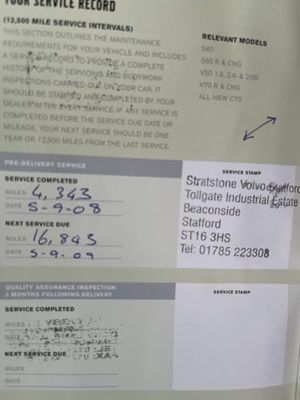 YOUR SERVICE RECORD
(12,500 MILE SERVICE INTERVALS)
THIS SECTION OUTLINES THE MAINTENANCE
REQUIREMENTS FOR YOUR VEHICLE AND INCLUDES
A SERVICE RECORD TO PROVIDE A COMPLETE
HISTORY OF THE SERVICING AND BODYWORK
INSPECTIONS CARRIED OUT ON YOUR CAR. IT
SHOULD BE STAMPED AND COMPLETED BY YOUR
DEALER AFTER EVERY SERVICE. IF ANY SERVICE IS
COMPLETED BEFORE THE SERVICE DUE DATE OR
MILEAGE, YOUR NEXT SERVICE SHOULD BE ONE
YEAR OR 12,500 MILES FROM THE LAST SERVICE.
RELEVANT MODELS
S40
S60 R & CNG
V50 1.8, 2.4i & 2.0D
V70 R & CNG
ALL NEW C70
PRE-DELIVERY SERVICE
SERVICE COMPLETED
MILES 4,343
DATE 5-9-08
NEXT SERVICE DUE
MILES 16,843
DATE 5-9-09
SERVICE STAMP
Stratstone Volvo Stafford
Tollgate Industrial Estate
Beaconside
Stafford
ST16 3HS
Tel: 01785 223308
QUALITY ASSURANCE INSPECTION
3 MONTHS FOLLOWING DELIVERY
SERVICE COMPLETED
MILES
DATE
NEXT SERVICE DUE
MILES
DATE
SERVICE STAMP